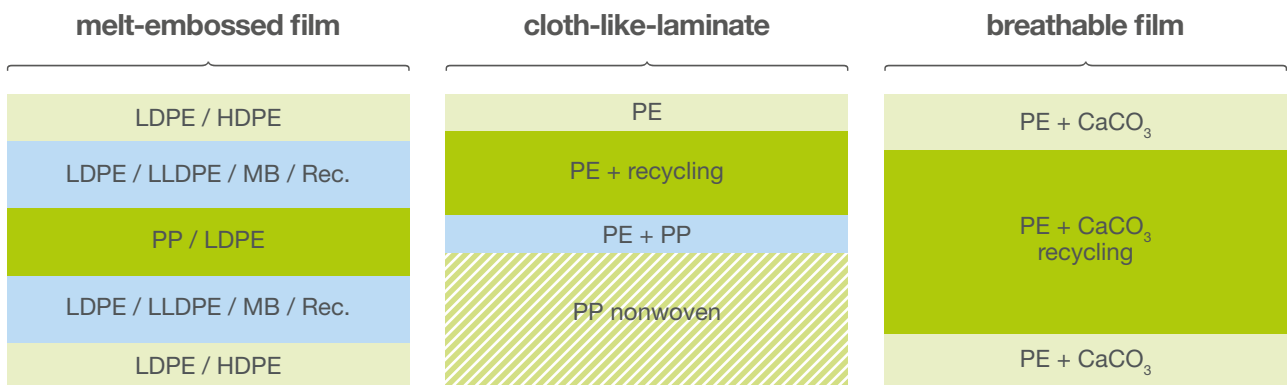 melt-embossed film
LDPE / HDPE
LDPE / LLDPE / MB / Rec.
PP / LDPE
LDPE / LLDPE / MB / Rec.
LDPE / HDPE
cloth-like-laminate
PE
PE + recycling
PE + PP
PP nonwoven
breathable film
PE + CaCO₃
PE + CaCO₃
recycling
PE + CaCO₃